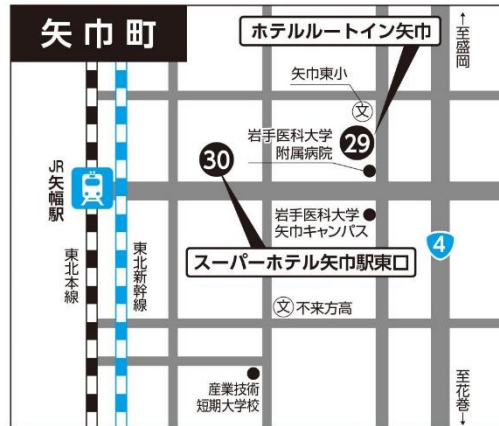 矢巾町
ホテルルートイン矢巾
←至盛岡
矢巾東小
文
岩手医科大学
附属病院
29
30
JR矢幅駅
岩手医科大学
矢巾キャンパス
4
スーパーホテル矢巾駅東口
東北本線
東北新幹線
文 不来方高
産業技術
短期大学校
至花巻→